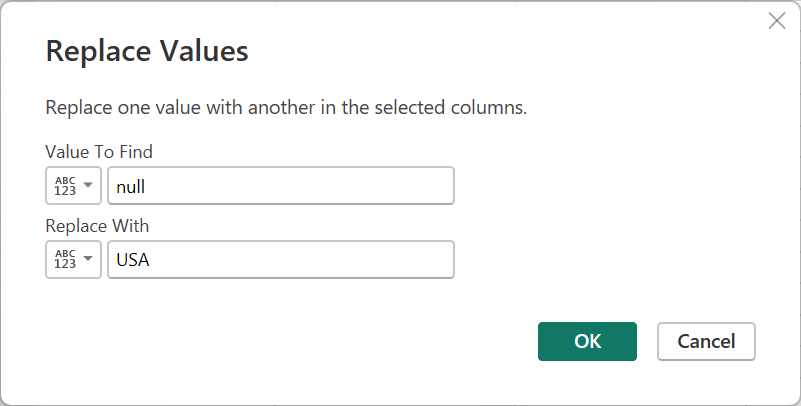 Replace Values
Replace one value with another in the selected columns.
Value To Find
ABC
123
null
Replace With
ABC
123
USA
OK
Cancel